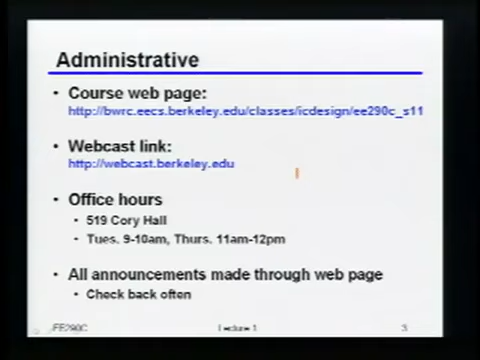 Administrative
• Course web page:
http://bwrc.eecs.berkeley.edu/classes/icdesign/ee290c_s11
• Webcast link:
http://webcast.berkeley.edu
• Office hours
• 519 Cory Hall
• Tues. 9-10am, Thurs. 11am-12pm
• All announcements made through web page
• Check back often
EE290C Lecture 1 3